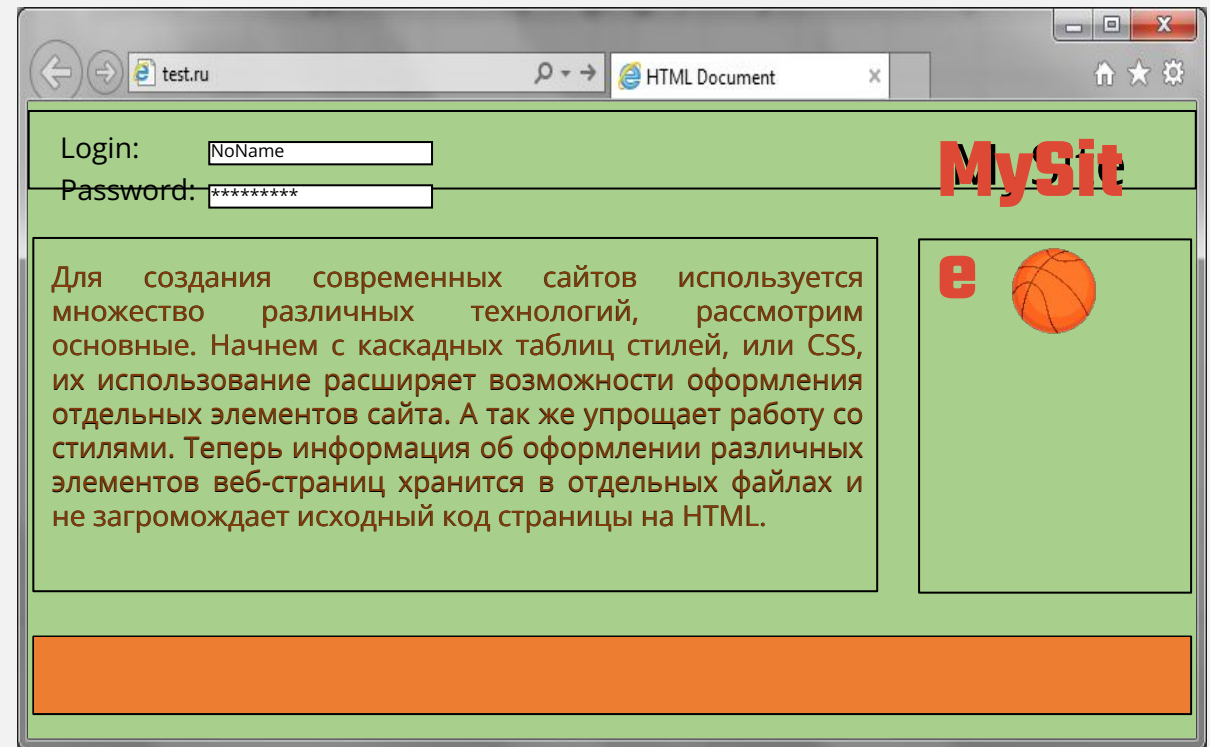 test.ru
HTML Document
Login: NoName
MySite
MySit
Password: *********
e
Для создания современных сайтов используется
множество различных технологий, рассмотрим
основные. Начнем с каскадных таблиц стилей, или CSS,
их использование расширяет возможности оформления
отдельных элементов сайта. А так же упрощает работу со
стилями. Теперь информация об оформлении различных
элементов веб-страниц хранится в отдельных файлах и
не загромождает исходный код страницы на HTML.